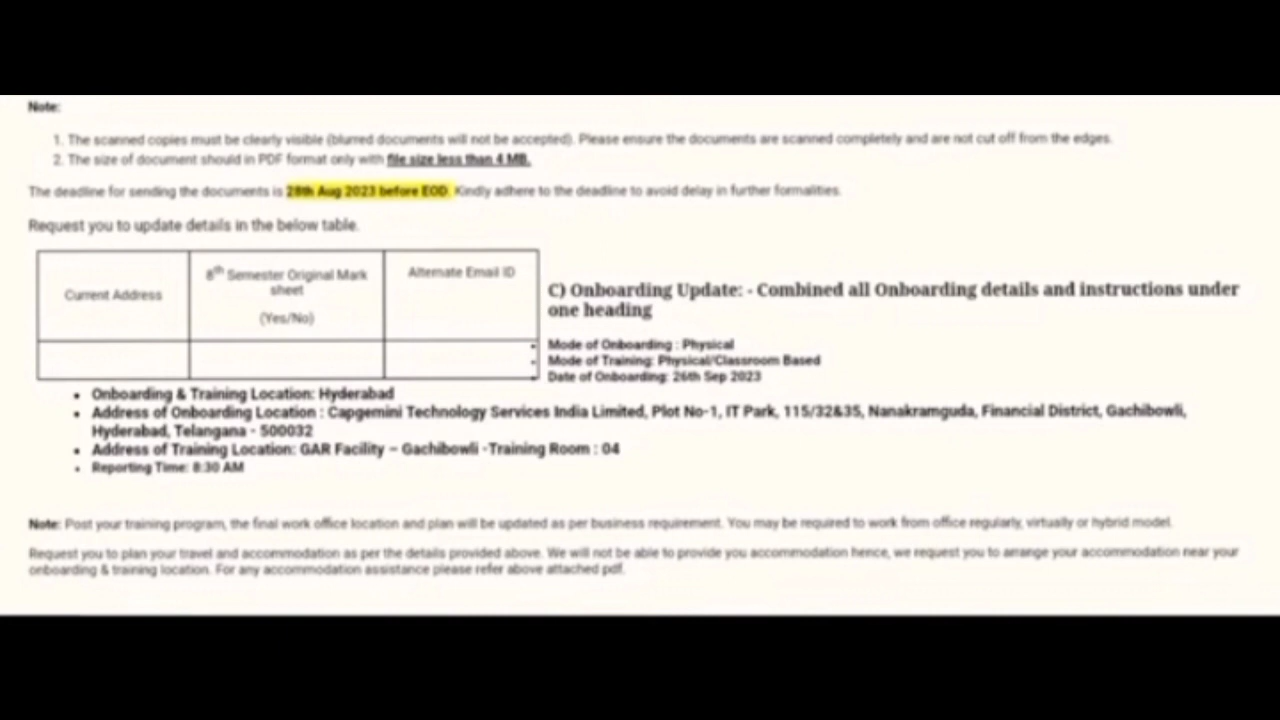 Note:
1. The scanned copies must be clearly visible (blurred documents will not be accepted). Please ensure the documents are scanned completely and are not cut off from the edges.
2. The size of document should in PDF format only with file size less than 4 MB.
The deadline for sending the documents is 28th Aug 2023 before EOD. Kindly adhere to the deadline to avoid delay in further formalities.
Request you to update details in the below table.
Current Address
8th Semester Original Mark
sheet
(Yes/No)
Alternate Email ID
C) Onboarding Update: - Combined all Onboarding details and instructions under
one heading
• Mode of Onboarding : Physical
• Mode of Training: Physical/Classroom Based
• Date of Onboarding: 26th Sep 2023
• Onboarding & Training Location: Hyderabad
• Address of Onboarding Location : Capgemini Technology Services India Limited, Plot No-1, IT Park, 115/32&35, Nanakramguda, Financial District, Gachibowli,
Hyderabad, Telangana - 500032
• Address of Training Location: GAR Facility – Gachibowli -Training Room : 04
• Reporting Time: 8:30 AM
Note: Post your training program, the final work office location and plan will be updated as per business requirement. You may be required to work from office regularly, virtually or hybrid model.
Request you to plan your travel and accommodation as per the details provided above. We will not be able to provide you accommodation hence, we request you to arrange your accommodation near your
onboarding & training location. For any accommodation assistance please refer above attached pdf.